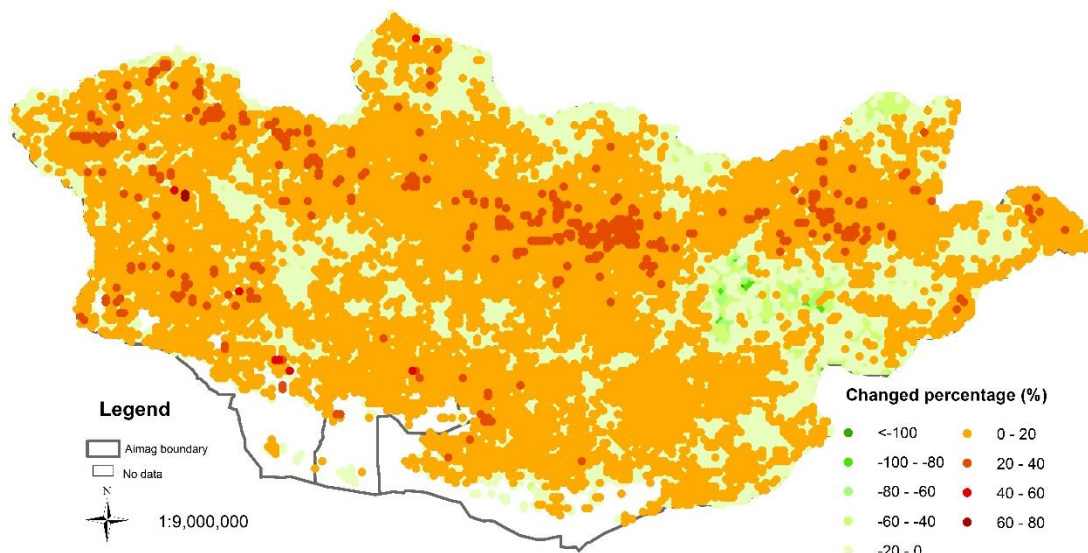 Legend
Aimag boundary
No data
N
1:9,000,000
Changed percentage (%)
<-100
-100 - -80
-80 - -60
-60 - -40
-20 - 0
0 - 20
20 - 40
40 - 60
60 - 80